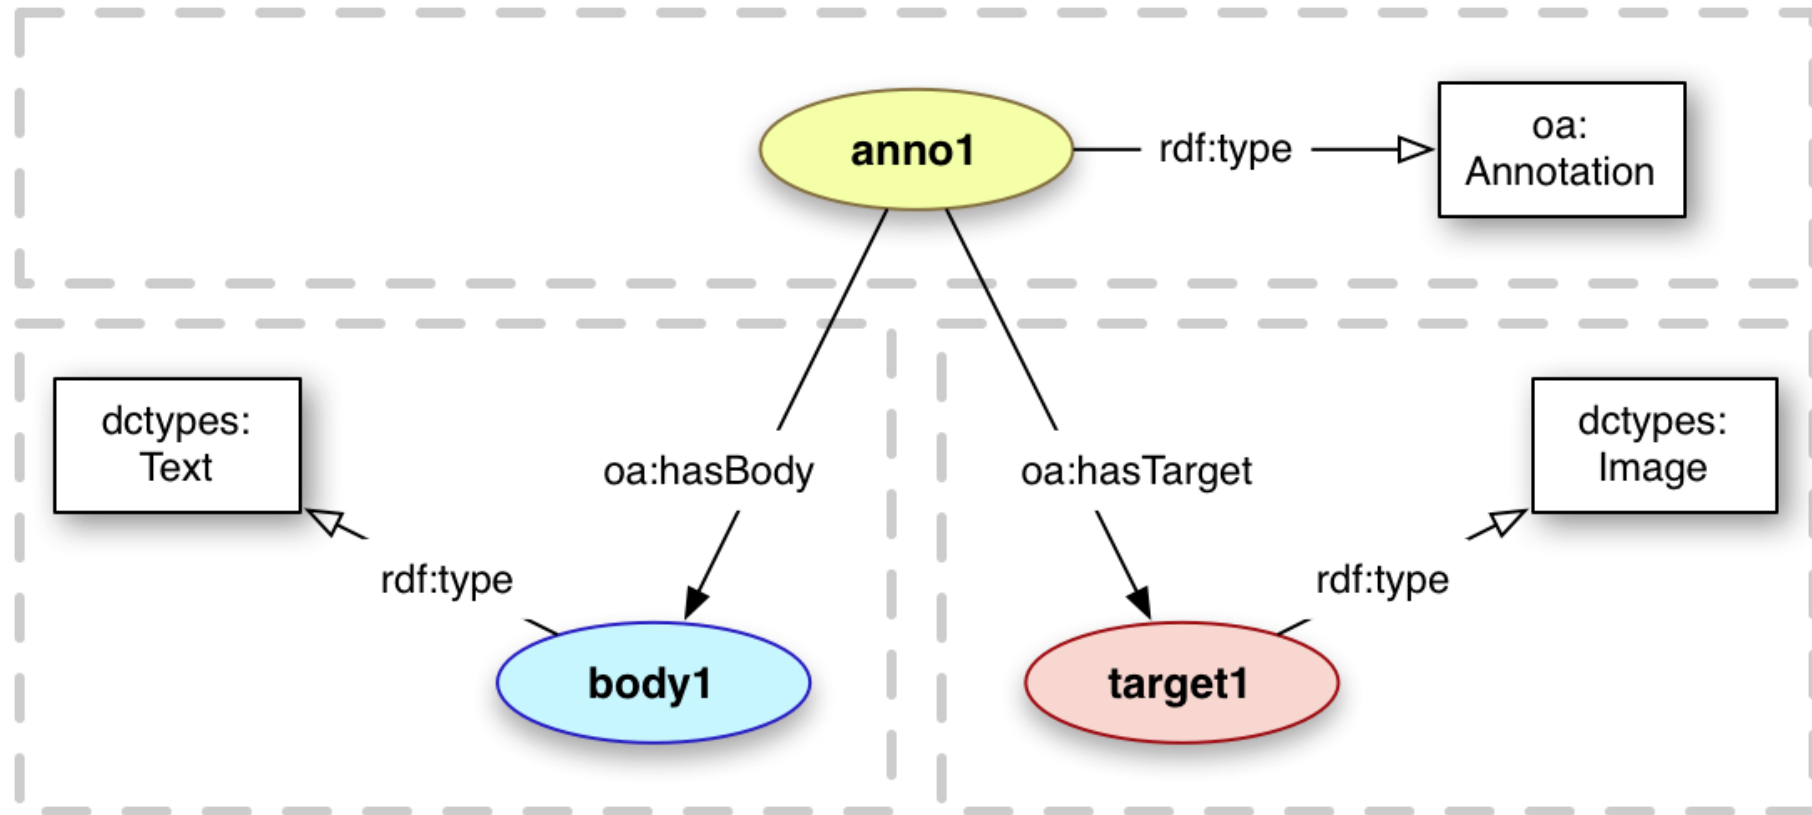 anno1
rdf:type
oa:
Annotation
dctypes:
Text
oa:hasBody
oa:hasTarget
dctypes:
Image
rdf:type
rdf:type
body1
target1